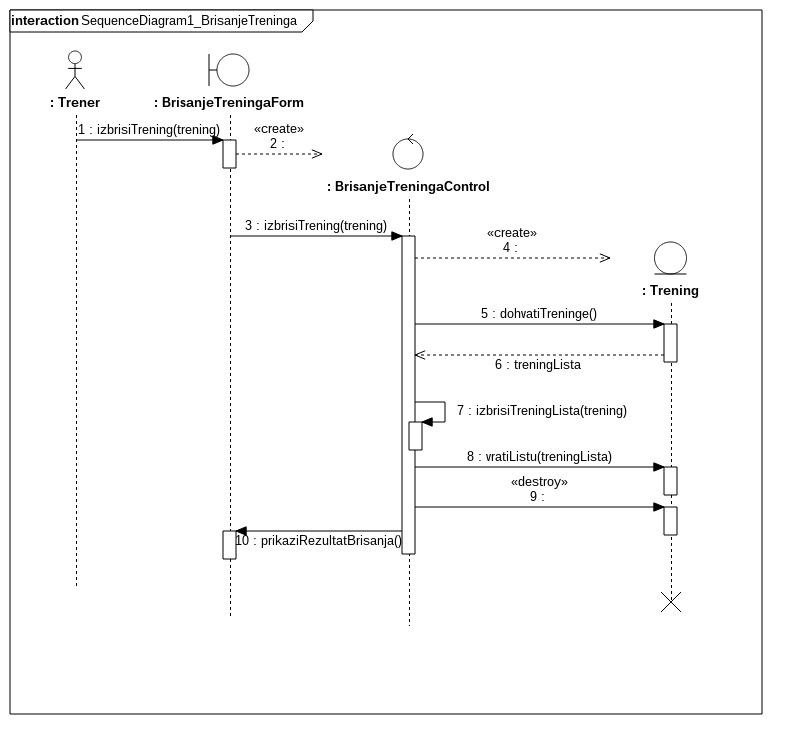 interaction SequenceDiagram1_BrisanjeTreninga
: Trener
: BrisanjeTreningaForm
1 : izbrisiTrening(trening)
«create»
2 :
: BrisanjeTreningaControl
3 : izbrisiTrening(trening)
«create»
4 :
: Trening
5 : dohvatiTreninge()
6 : treningLista
7 : izbrisiTreningLista(trening)
8 : vratiListu(treningLista)
«destroy»
9 :
10 : prikaziRezultatBrisanja()